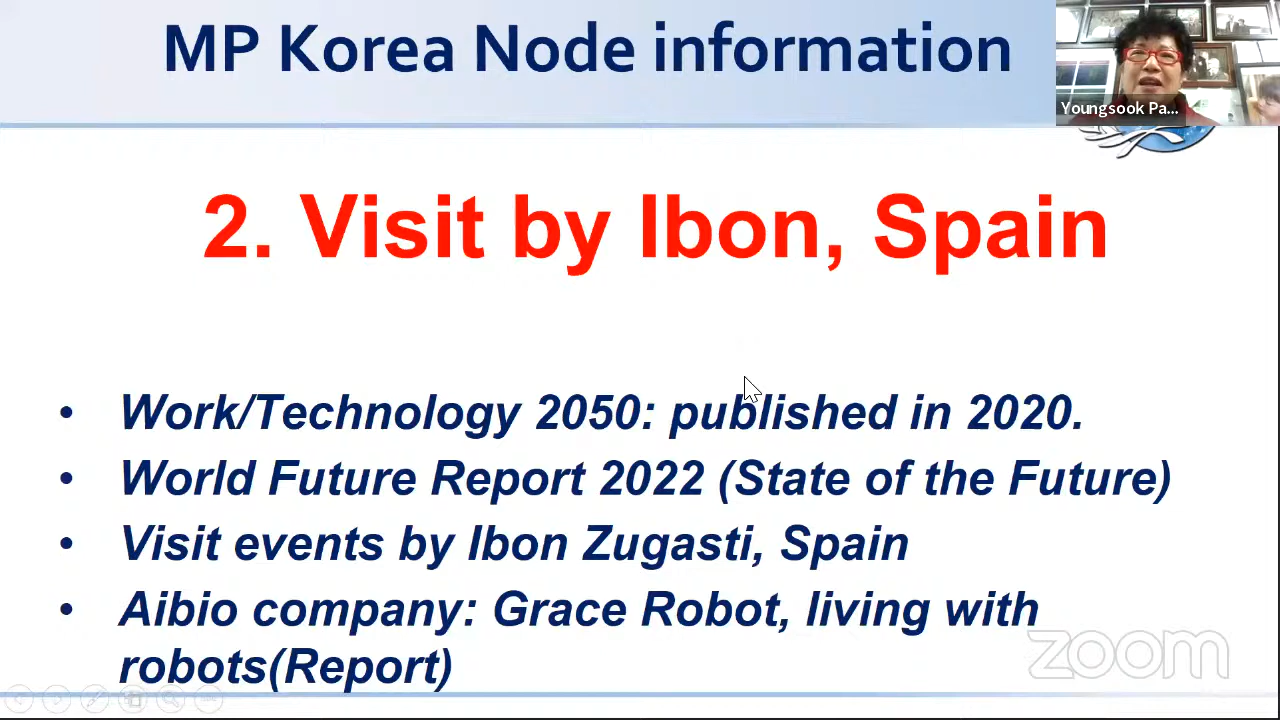 MP Korea Node information
Youngsook Pa...
2. Visit by Ibon, Spain
• Work/Technology 2050: published in 2020.
• World Future Report 2022 (State of the Future)
• Visit events by Ibon Zugasti, Spain
• Aibio company: Grace Robot, living with
robots(Report)
zoom